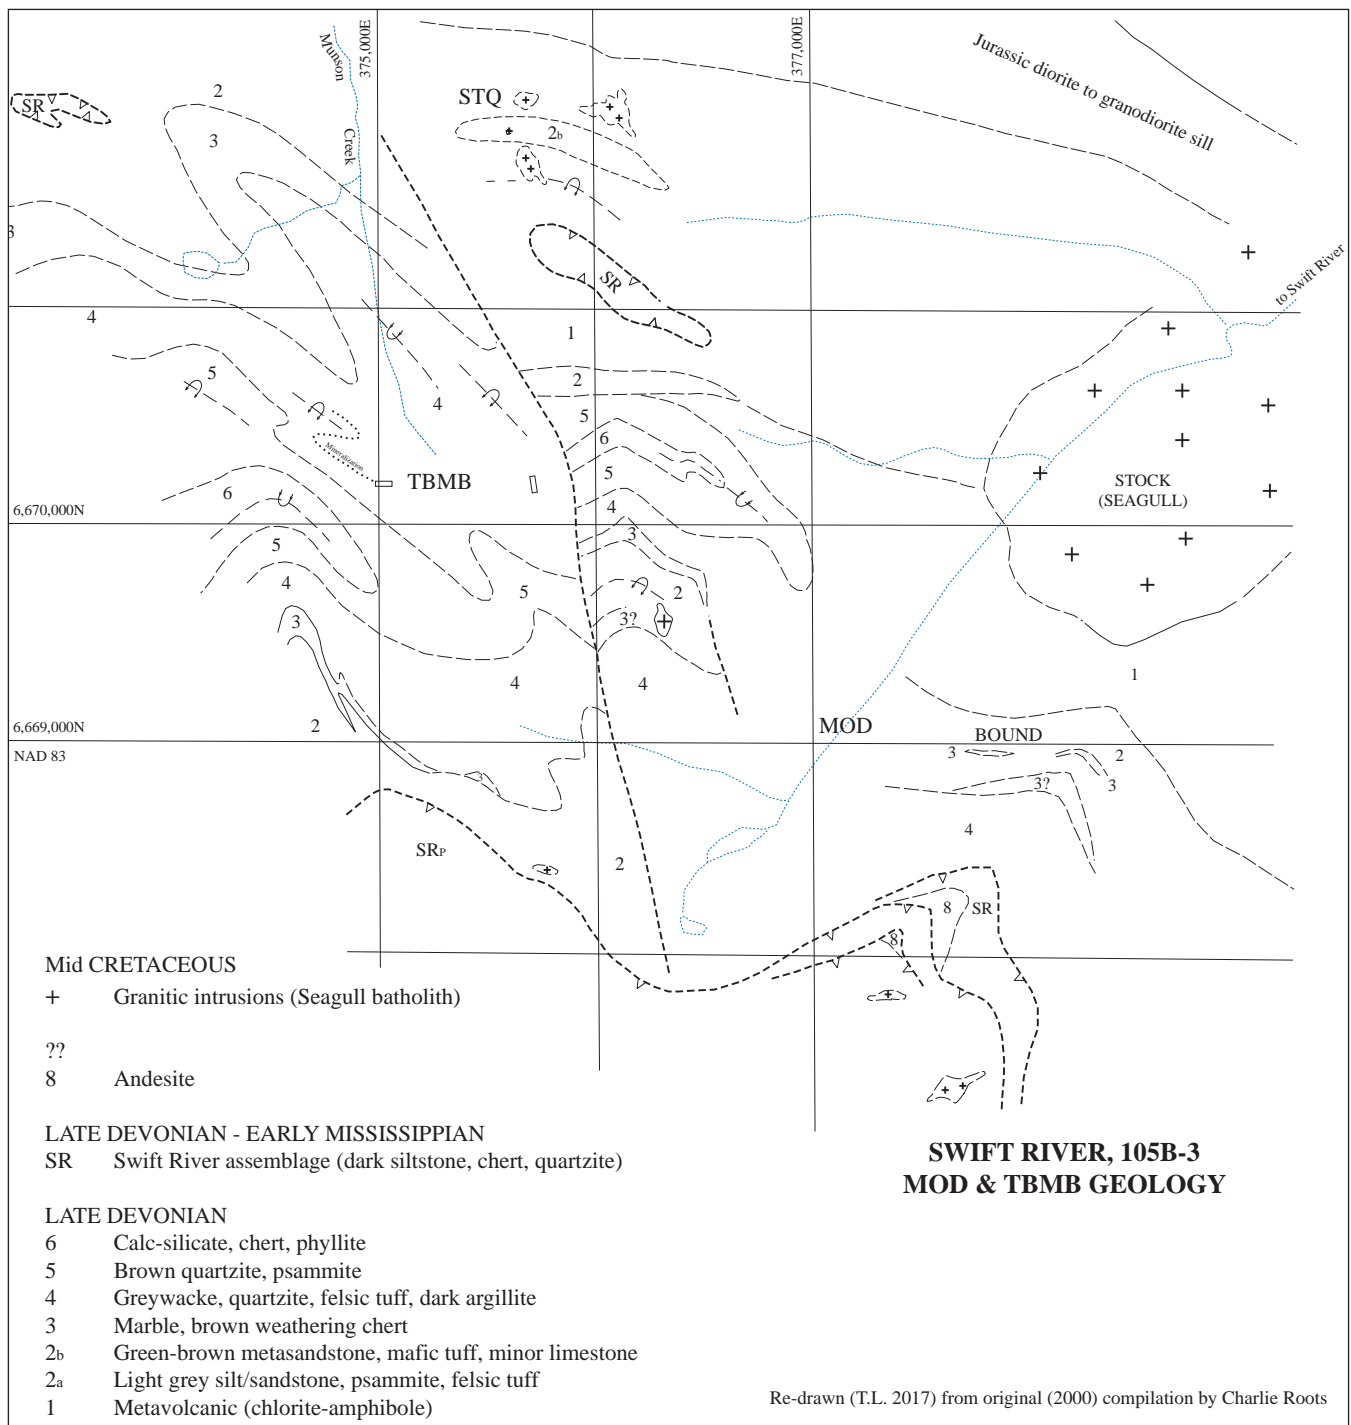 Munson
Creek
375,000E
377,000E
Jurassic diorite to granodiorite sill
SR
2
3
STQ
2b
3
SR
to Swift River
4
1
5
2
4
5
6
Mineralization
TBMB
5
6
STOCK
(SEAGULL)
6,670,000N
4
5
3
4
5
2
3
3?
1
4
4
2
6,669,000N
MOD
BOUND
NAD 83
3
2
3
3?
3
4
SRP
2
8
SR
8
Mid CRETACEOUS
+ Granitic intrusions (Seagull batholith)
??
8 Andesite
LATE DEVONIAN - EARLY MISSISSIPPIAN
SR Swift River assemblage (dark siltstone, chert, quartzite)
SWIFT RIVER, 105B-3
MOD & TBMB GEOLOGY
LATE DEVONIAN
6 Calc-silicate, chert, phyllite
5 Brown quartzite, psammite
4 Greywacke, quartzite, felsic tuff, dark argillite
3 Marble, brown weathering chert
2b Green-brown metasandstone, mafic tuff, minor limestone
2a Light grey silt/sandstone, psammite, felsic tuff
1 Metavolcanic (chlorite-amphibole)
Re-drawn (T.L. 2017) from original (2000) compilation by Charlie Roots